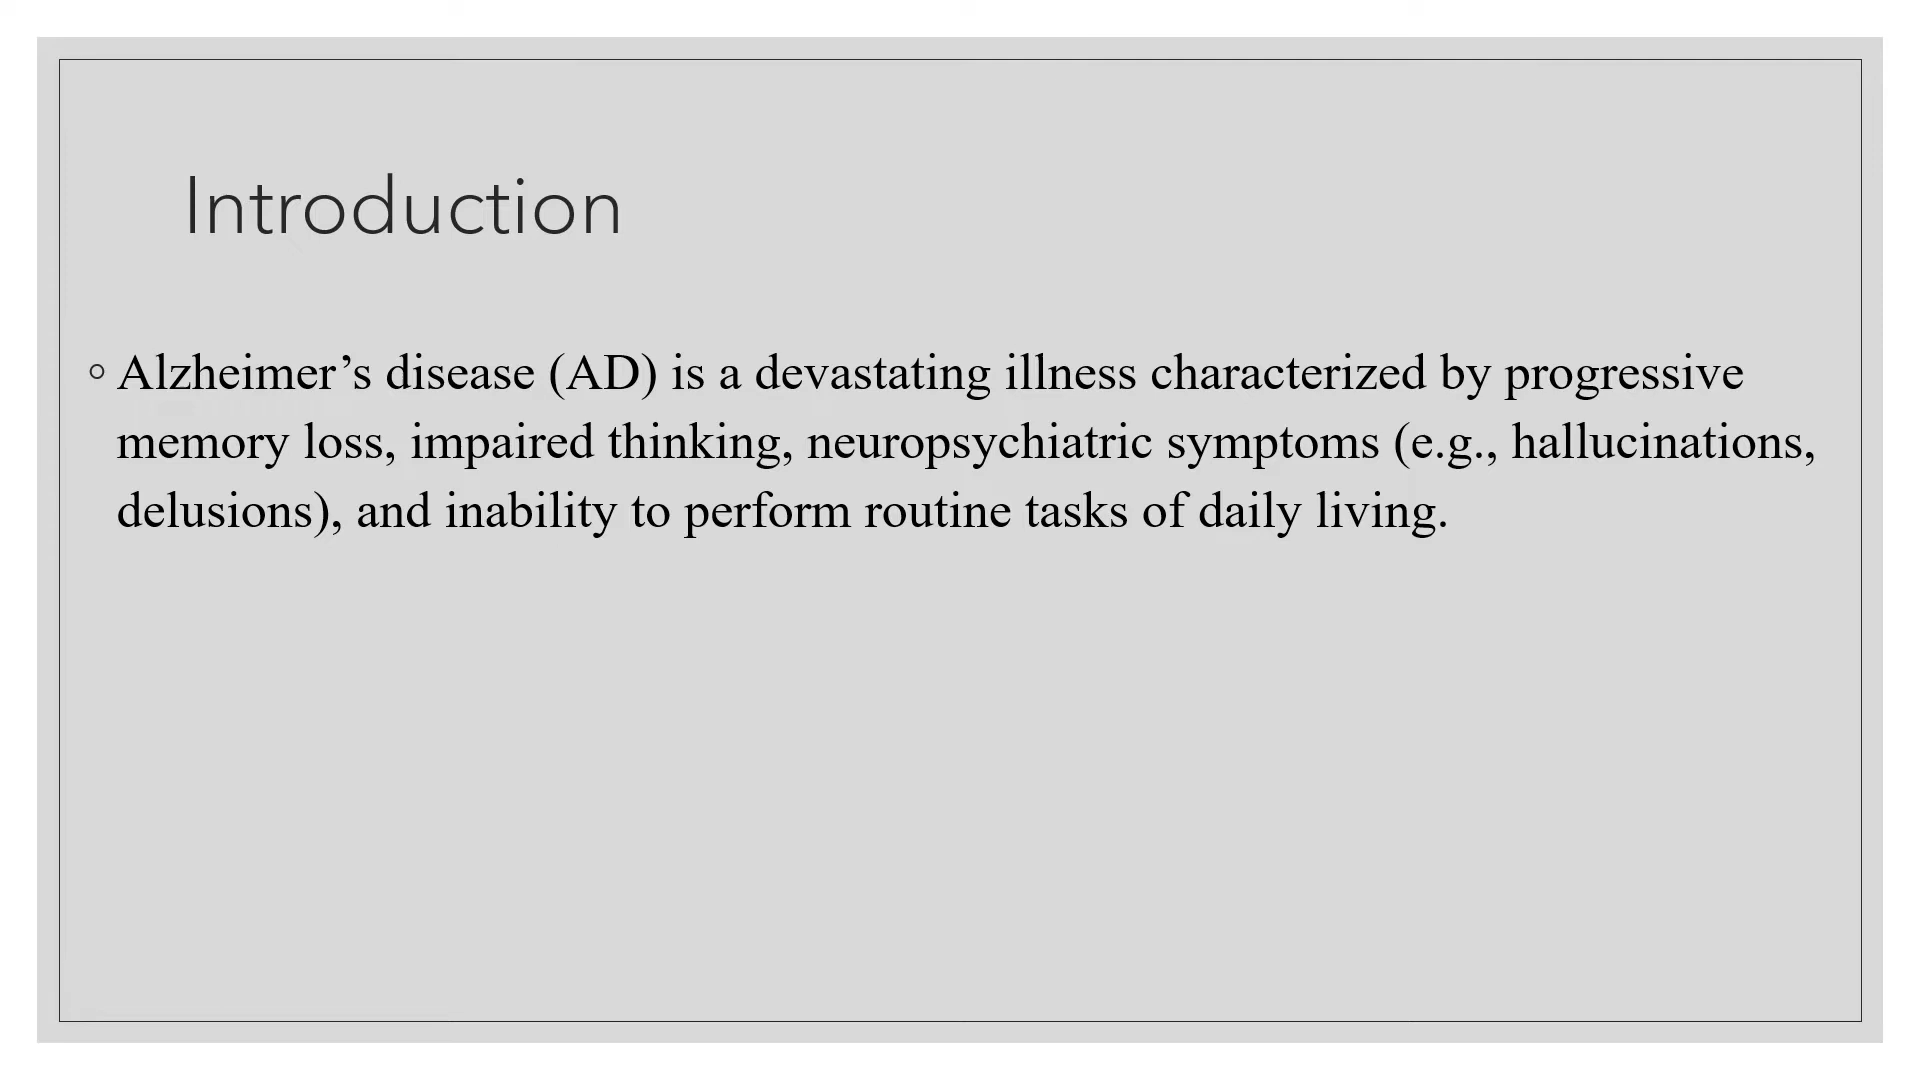 Introduction
◦ Alzheimer’s disease (AD) is a devastating illness characterized by progressive
memory loss, impaired thinking, neuropsychiatric symptoms (e.g., hallucinations,
delusions), and inability to perform routine tasks of daily living.